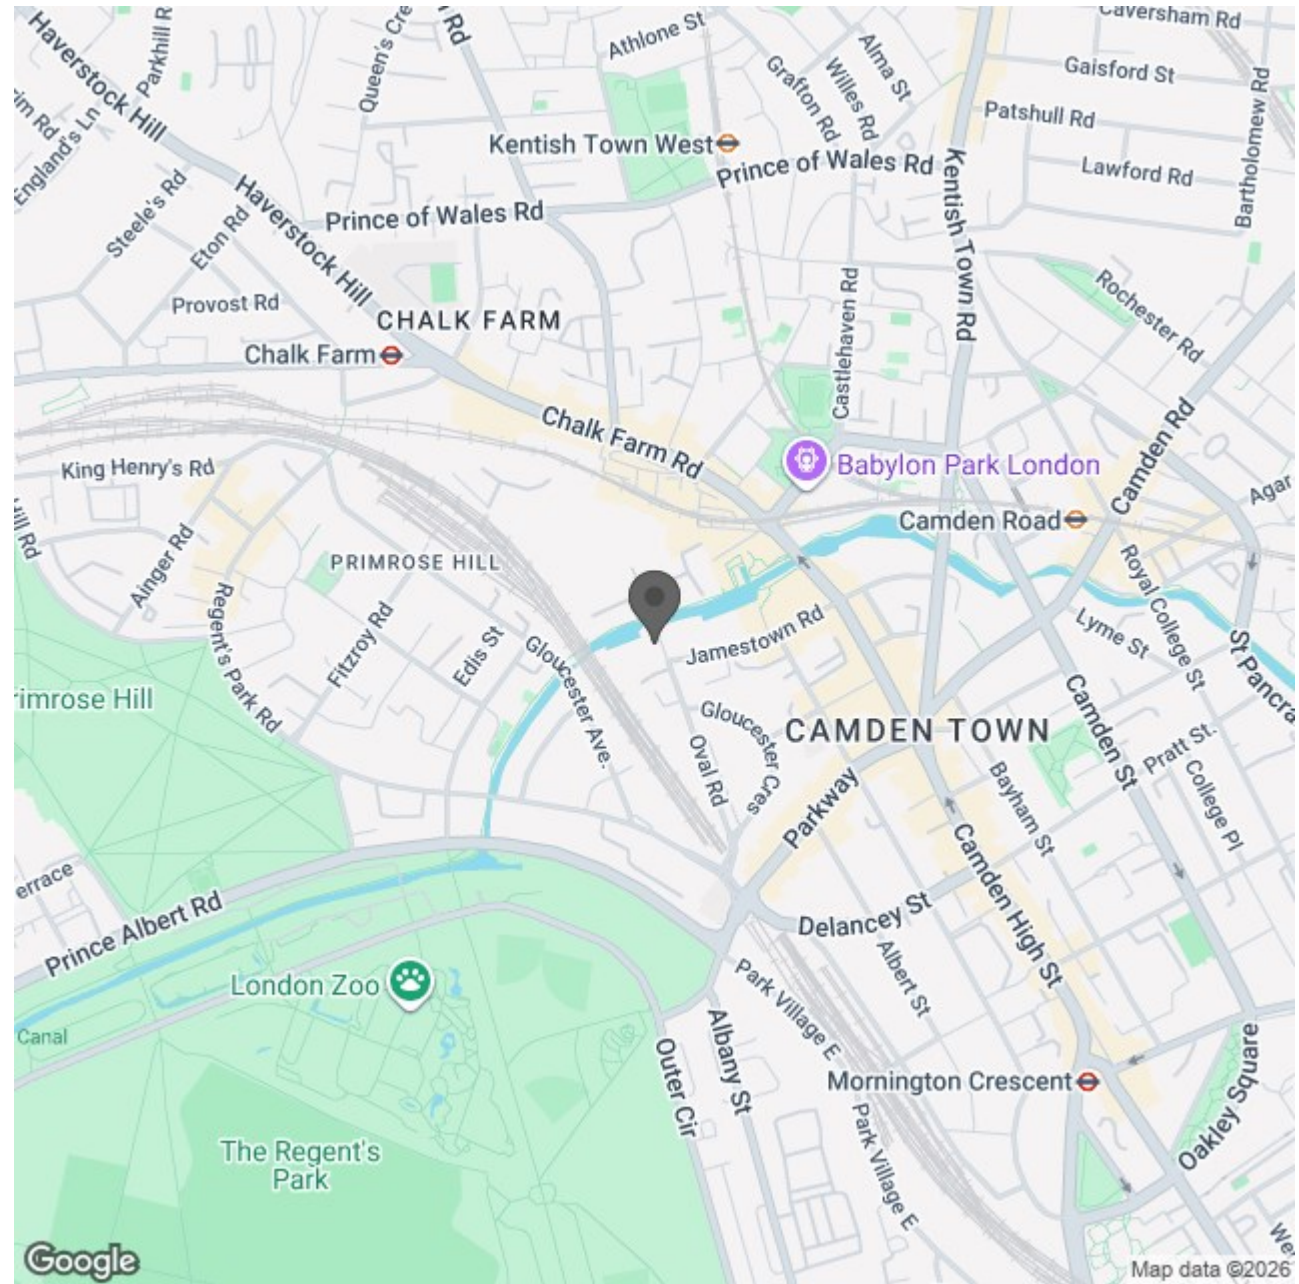 Haverstock Hill
Parkhill R
Queen's Cre
Rd
Athlone St
Grafton Rd
Willes Rd
Alma St
Caversham Rd
Gaisford St
Patshull Rd
Lawford Rd
Bartholomew Rd
rim Rd
England's Ln
Steele's Rd
Eton Rd
Haverstock Hill
Kentish Town West
Prince of Wales Rd
Prince of Wales Rd
Kentish Town Rd
Provost Rd
CHALK FARM
Chalk Farm
Castlehaven Rd
Rochester Rd
Chalk Farm Rd
Camden Rd
King Henry's Rd
Babylon Park London
Agar
Hill Rd
Ainger Rd
PRIMROSE HILL
Camden Road
Royal College St
Regent's Park Rd
Fitzroy Rd
Edis St
Gloucester Ave.
Jamestown Rd
Lyme St
St Pancra
rimrose Hill
Gloucester Cres
Oval Rd
CAMDEN TOWN
Camden St
Pratt St.
College Pl
Parkway
Bayham St
Camden High St
errace
Prince Albert Rd
Delancey St
Albert St
London Zoo
Park Village E
Canal
Outer Cir
Albany St
Mornington Crescent
Park Village E
Oakley Square
The Regent's
Park
We
Google
Map data ©2026